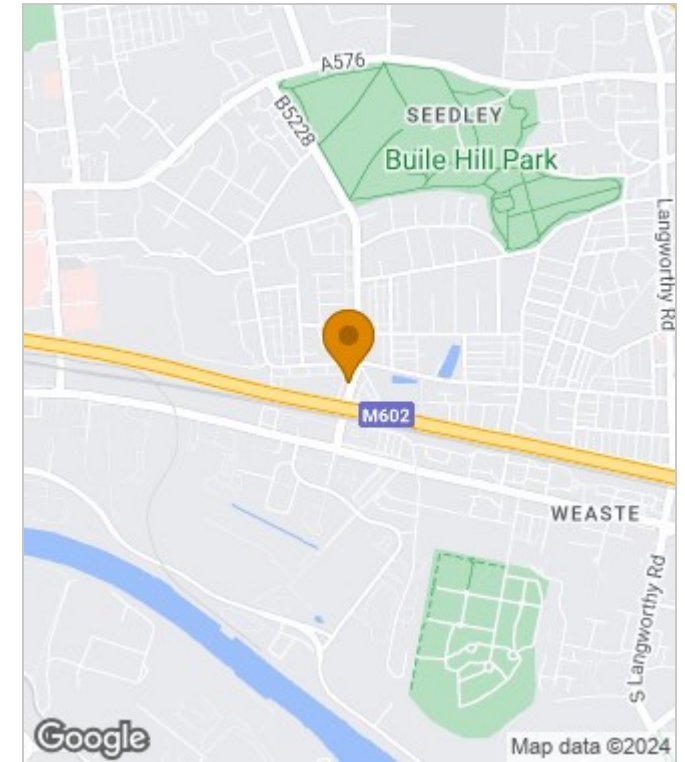 A576
B5228
SEEDLEY
Buile Hill Park
Langworthy Rd
M602
WEASTE
S Langworthy Rd
Google
Map data ©2024